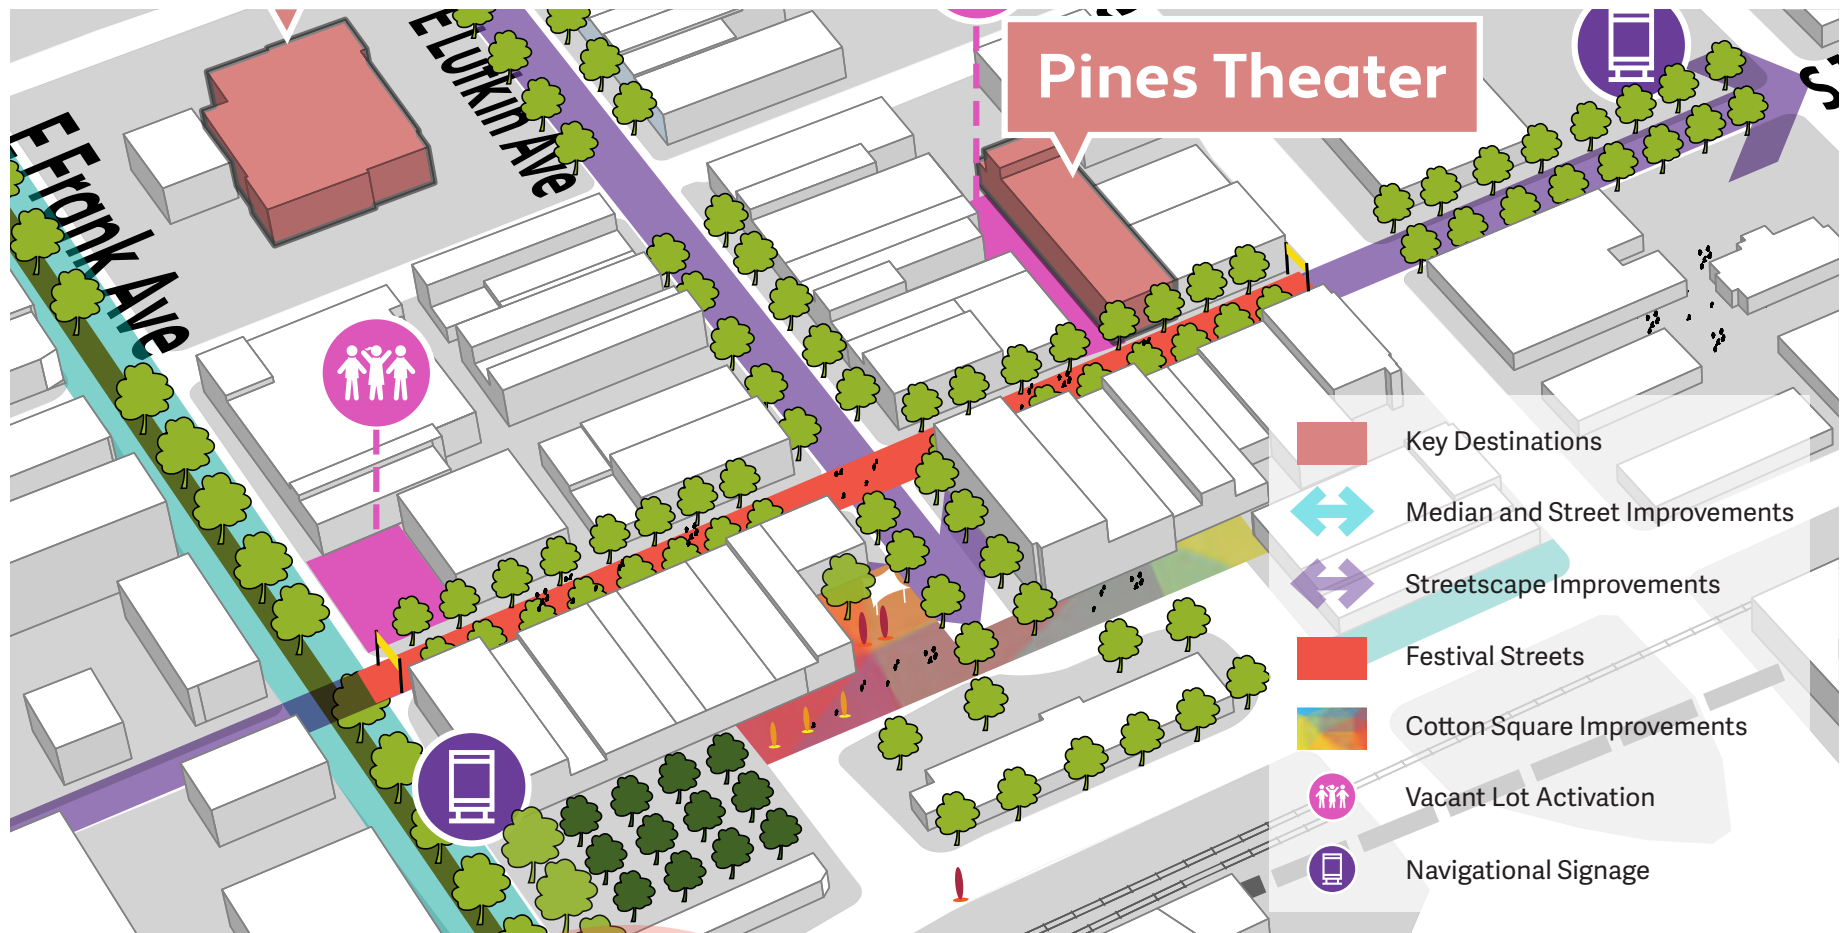 E Lufkin Ave
Pines Theater
E Frank Ave
Key Destinations
Median and Street Improvements
Streetscape Improvements
Festival Streets
Cotton Square Improvements
Vacant Lot Activation
Navigational Signage